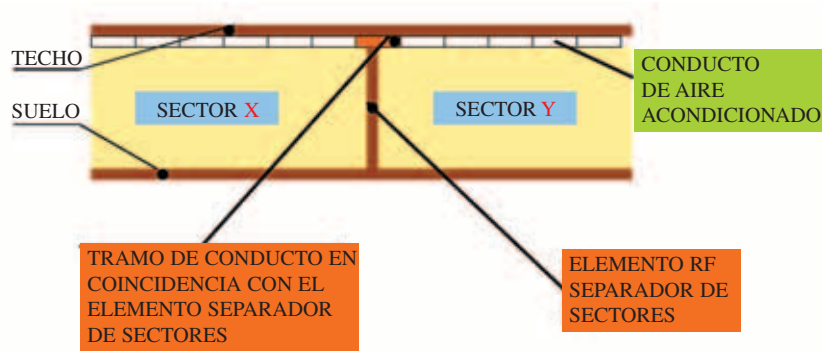 TECHO
SUELO
SECTOR X
SECTOR Y
CONDUCTO
DE AIRE
ACONDICIONADO
TRAMO DE CONDUCTO EN
COINCIDENCIA CON EL
ELEMENTO SEPARADOR
DE SECTORES
ELEMENTO RF
SEPARADOR DE
SECTORES